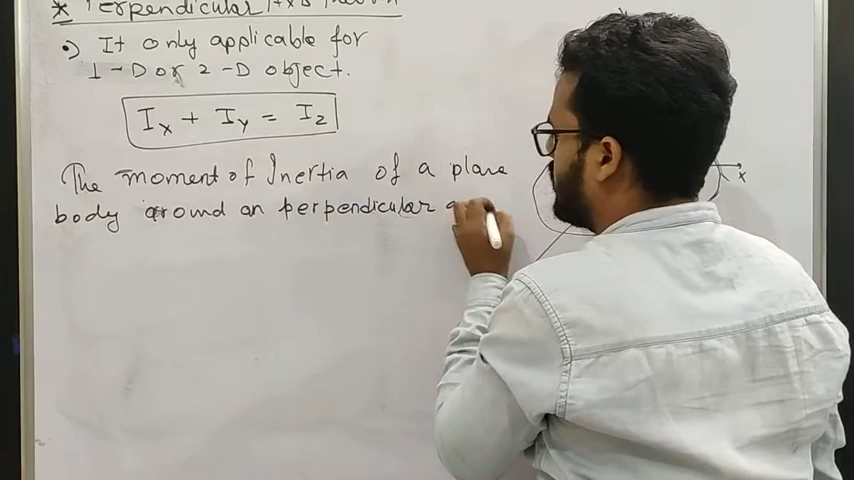 * Perpendicular Axis Theorem
•) It only applicable for
1-D or 2-D object.
Ix + Iy = Iz
The moment of Inertia of a plane
body around an perpendicular a
x